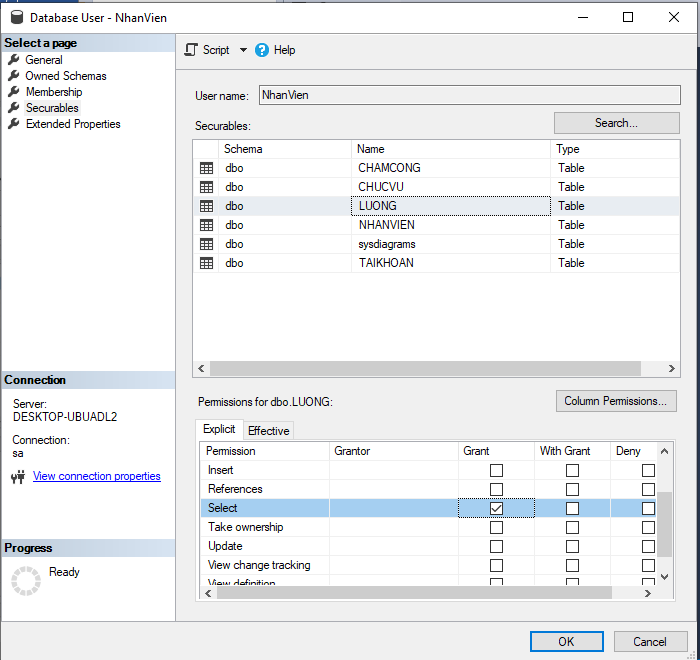 Database User - NhanVien
Select a page
General
Owned Schemas
Membership
Securables
Extended Properties
Connection
Server:
DESKTOP-UBUADL2
Connection:
sa
View connection properties
Progress
Ready
Script Help
User name: NhanVien
Securables: Search...
Schema Name Type
dbo CHAMCONG Table
dbo CHUCVU Table
dbo LUONG Table
dbo NHANVIEN Table
dbo sysdiagrams Table
dbo TAIKHOAN Table
Permissions for dbo.LUONG: Column Permissions...
Explicit Effective
Permission Grantor Grant With Grant Deny
Insert
References
Select
Take ownership
Update
View change tracking
View definition
OK Cancel